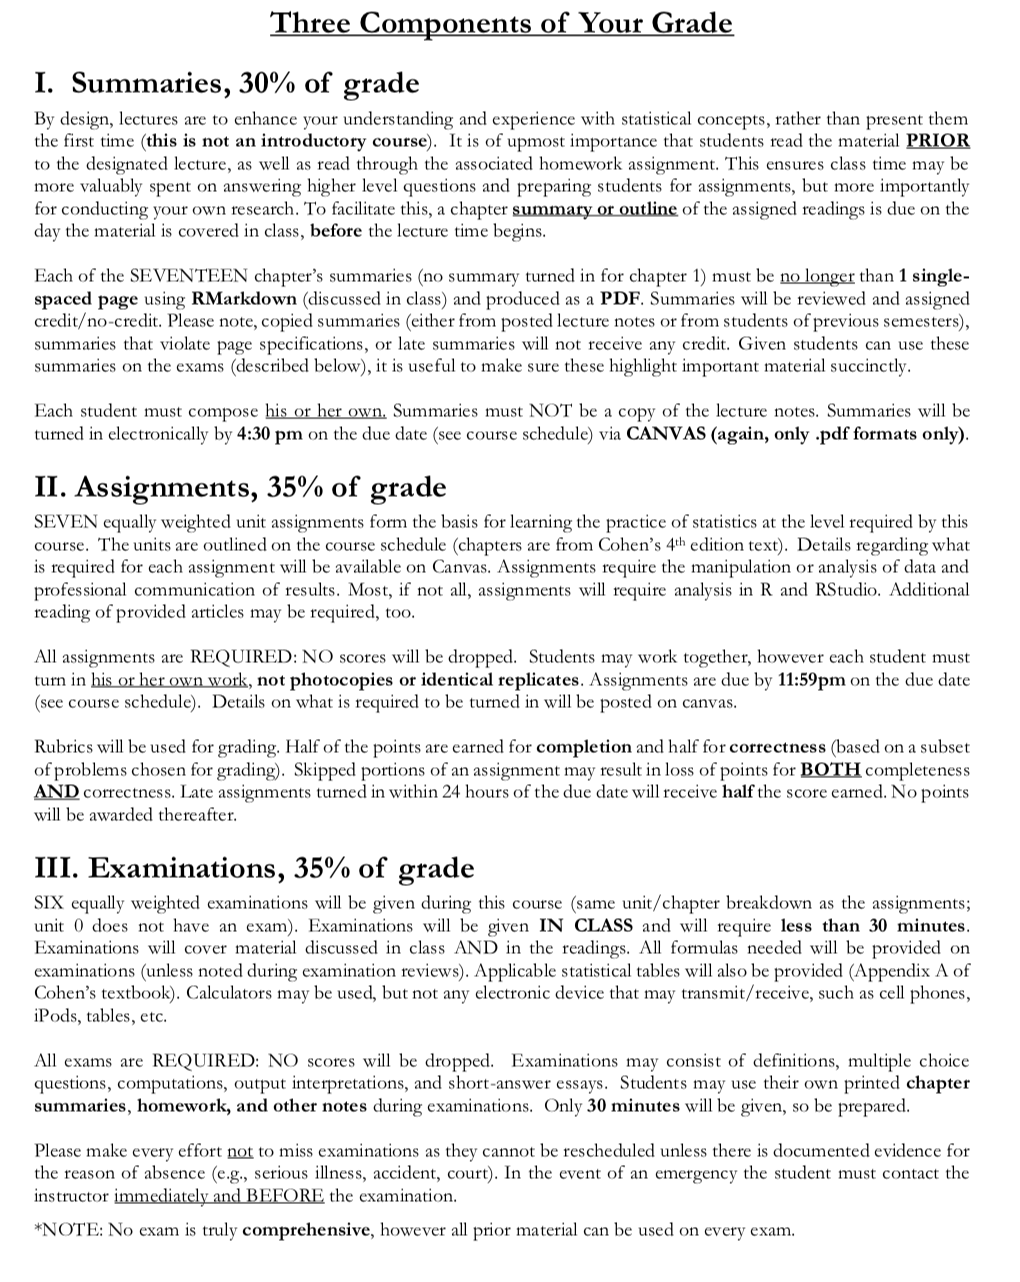 Three Components of Your Grade
I. Summaries, 30% of grade
By design, lectures are to enhance your understanding and experience with statistical concepts, rather than present them
the first time (this is not an introductory course). It is of upmost importance that students read the material PRIOR
to the designated lecture, as well as read through the associated homework assignment. This ensures class time may be
more valuably spent on answering higher level questions and preparing students for assignments, but more importantly
for conducting your own research. To facilitate this, a chapter summary or outline of the assigned readings is due on the
day the material is covered in class, before the lecture time begins.
Each of the SEVENTEEN chapter's summaries (no summary turned in for chapter 1) must be no longer than 1 single-
spaced page using RMarkdown (discussed in class) and produced as a PDF. Summaries will be reviewed and assigned
credit/no-credit. Please note, copied summaries (either from posted lecture notes or from students of previous semesters),
summaries that violate page specifications, or late summaries will not receive any credit. Given students can use these
summaries on the exams (described below), it is useful to make sure these highlight important material succinctly.
Each student must compose his or her own. Summaries must NOT be a copy of the lecture notes. Summaries will be
turned in electronically by 4:30 pm on the due date (see course schedule) via CANVAS (again, only .pdf formats only).
II. Assignments, 35% of grade
SEVEN equally weighted unit assignments form the basis for learning the practice of statistics at the level required by this
course. The units are outlined on the course schedule (chapters are from Cohen's 4th edition text). Details regarding what
is required for each assignment will be available on Canvas. Assignments require the manipulation or analysis of data and
professional communication of results. Most, if not all, assignments will require analysis in R and RStudio. Additional
reading of provided articles may be required, too.
All assignments are REQUIRED: NO scores will be dropped. Students may work together, however each student must
turn in his or her own work, not photocopies or identical replicates. Assignments are due by 11:59pm on the due date
(see course schedule). Details on what is required to be turned in will be posted on canvas.
Rubrics will be used for grading. Half of the points are earned for completion and half for correctness (based on a subset
of problems chosen for grading). Skipped portions of an assignment may result in loss of points for BOTH completeness
AND correctness. Late assignments turned in within 24 hours of the due date will receive half the score earned. No points
will be awarded thereafter.
III. Examinations, 35% of grade
SIX equally weighted examinations will be given during this course (same unit/chapter breakdown as the assignments;
unit 0 does not have an exam). Examinations will be given IN CLASS and will require less than 30 minutes.
Examinations will cover material discussed in class AND in the readings. All formulas needed will be provided on
examinations (unless noted during examination reviews). Applicable statistical tables will also be provided (Appendix A of
Cohen's textbook). Calculators may be used, but not any electronic device that may transmit/receive, such as cell phones,
iPods, tables, etc.
All exams are REQUIRED: NO scores will be dropped. Examinations may consist of definitions, multiple choice
questions, computations, output interpretations, and short-answer essays. Students may use their own printed chapter
summaries, homework, and other notes during examinations. Only 30 minutes will be given, so be prepared.
Please make every effort not to miss examinations as they cannot be rescheduled unless there is documented evidence for
the reason of absence (e.g., serious illness, accident, court). In the event of an emergency the student must contact the
instructor immediately and BEFORE the examination.
*NOTE: No exam is truly comprehensive, however all prior material can be used on every exam.